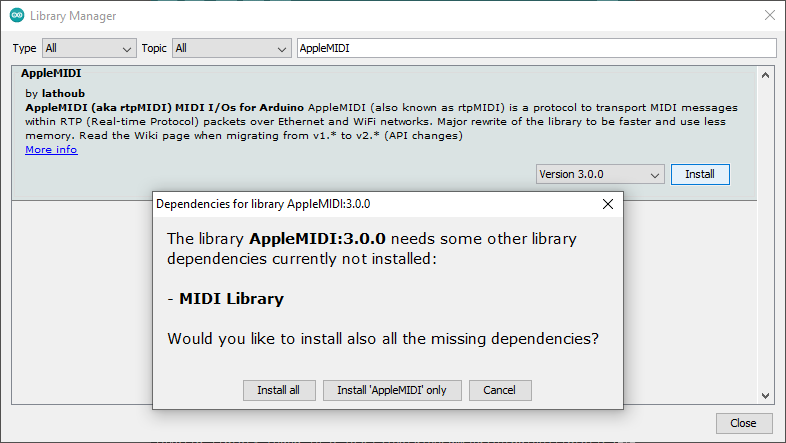 Library Manager
Type All Topic All AppleMIDI
AppleMIDI
by lathoub
AppleMIDI (aka rtpMIDI) MIDI I/Os for Arduino AppleMIDI (also known as rtpMIDI) is a protocol to transport MIDI messages
within RTP (Real-time Protocol) packets over Ethernet and WiFi networks. Major rewrite of the library to be faster and use less
memory. Read the Wiki page when migrating from v1.* to v2.* (API changes)
More info
Version 3.0.0 Install
Dependencies for library AppleMIDI:3.0.0
The library AppleMIDI:3.0.0 needs some other library
dependencies currently not installed:
- MIDI Library
Would you like to install also all the missing dependencies?
Install all Install 'AppleMIDI' only Cancel
Close